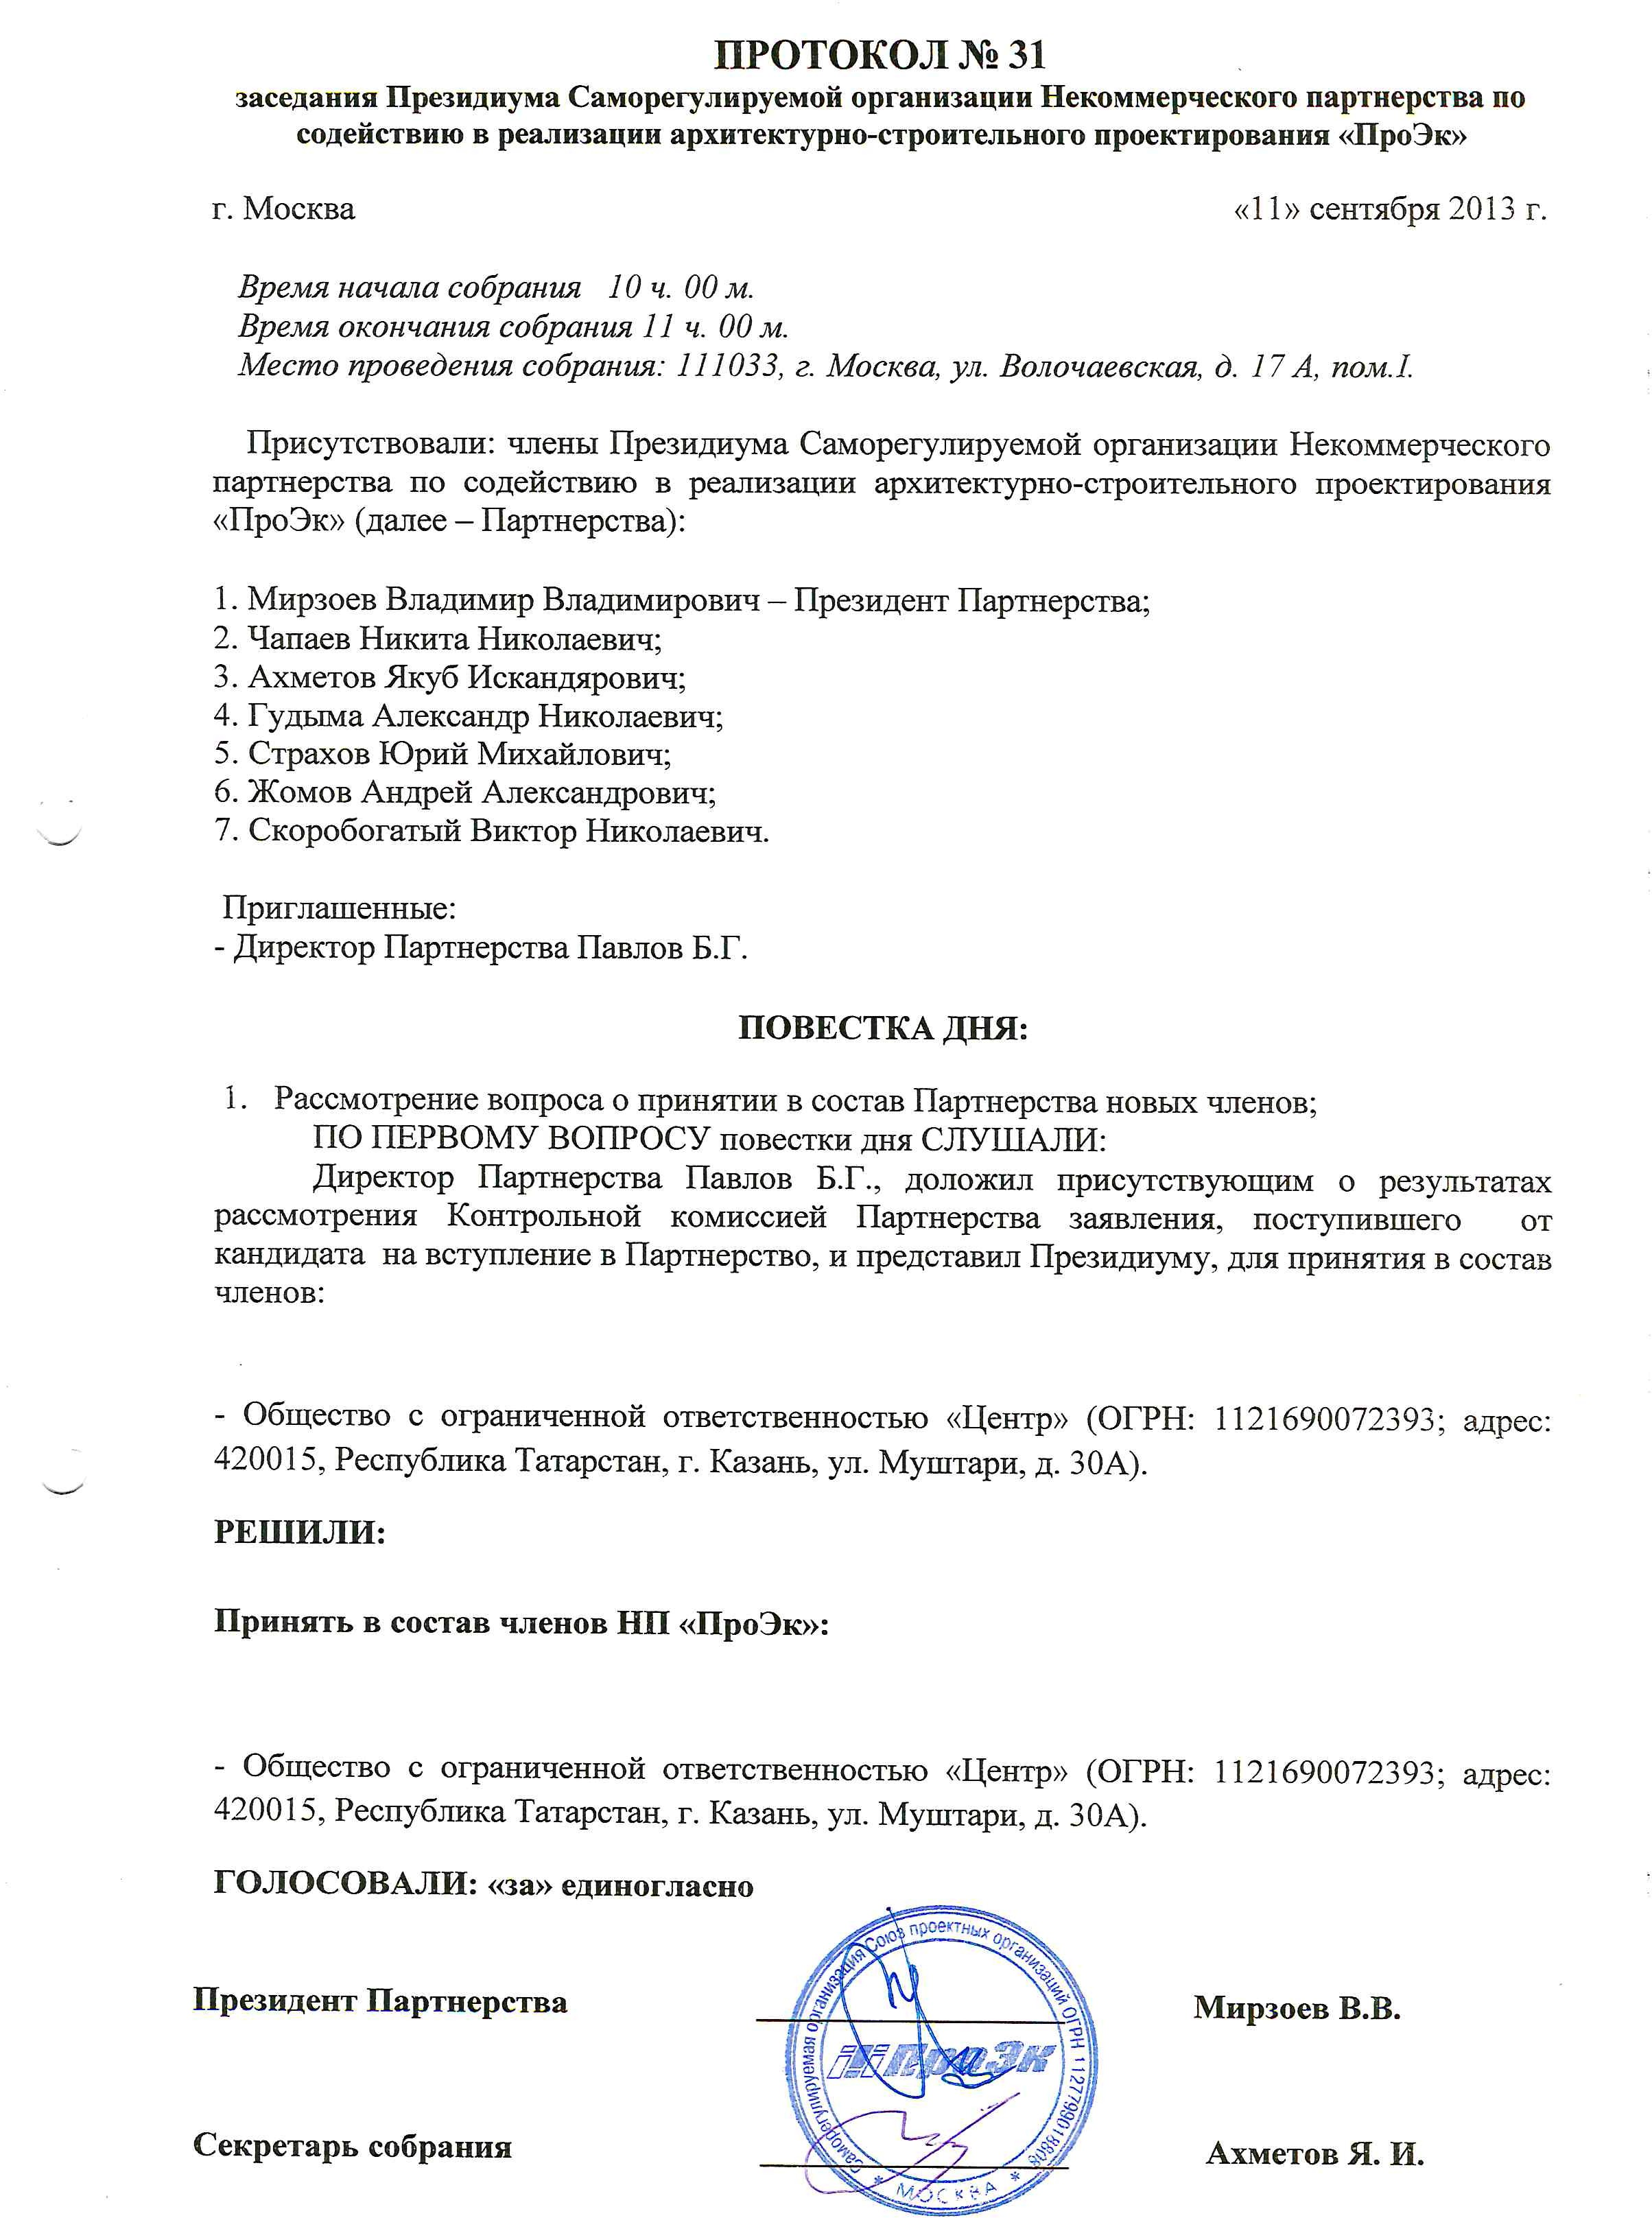 ПРОТОКОЛ № 31
заседания Президиума Саморегулируемой организации Некоммерческого партнерства по
содействию в реализации архитектурно-строительного проектирования «ПроЭк»
г. Москва «11» сентября 2013 г.
Время начала собрания 10 ч. 00 м.
Время окончания собрания 11 ч. 00 м.
Место проведения собрания: 111033, г. Москва, ул. Волочаевская, д. 17 А, пом.I.
Присутствовали: члены Президиума Саморегулируемой организации Некоммерческого
партнерства по содействию в реализации архитектурно-строительного проектирования
«ПроЭк» (далее – Партнерства):
1. Мирзоев Владимир Владимирович – Президент Партнерства;
2. Чапаев Никита Николаевич;
3. Ахметов Якуб Искандярович;
4. Гудыма Александр Николаевич;
5. Страхов Юрий Михайлович;
6. Жомов Андрей Александрович;
7. Скоробогатый Виктор Николаевич.
Приглашенные:
- Директор Партнерства Павлов Б.Г.
ПОВЕСТКА ДНЯ:
1. Рассмотрение вопроса о принятии в состав Партнерства новых членов;
ПО ПЕРВОМУ ВОПРОСУ повестки дня СЛУШАЛИ:
Директор Партнерства Павлов Б.Г., доложил присутствующим о результатах
рассмотрения Контрольной комиссией Партнерства заявления, поступившего от
кандидата на вступление в Партнерство, и представил Президиуму, для принятия в состав
членов:
- Общество с ограниченной ответственностью «Центр» (ОГРН: 1121690072393; адрес:
420015, Республика Татарстан, г. Казань, ул. Муштари, д. 30А).
РЕШИЛИ:
Принять в состав членов НП «ПроЭк»:
- Общество с ограниченной ответственностью «Центр» (ОГРН: 1121690072393; адрес:
420015, Республика Татарстан, г. Казань, ул. Муштари, д. 30А).
ГОЛОСОВАЛИ: «за» единогласно
Президент Партнерства Мирзоев В.В.
Саморегулируемая организация Союз проектных организаций ОГРН 1127799018808
ПроЭк
* МОСКВА *
Секретарь собрания Ахметов Я. И.